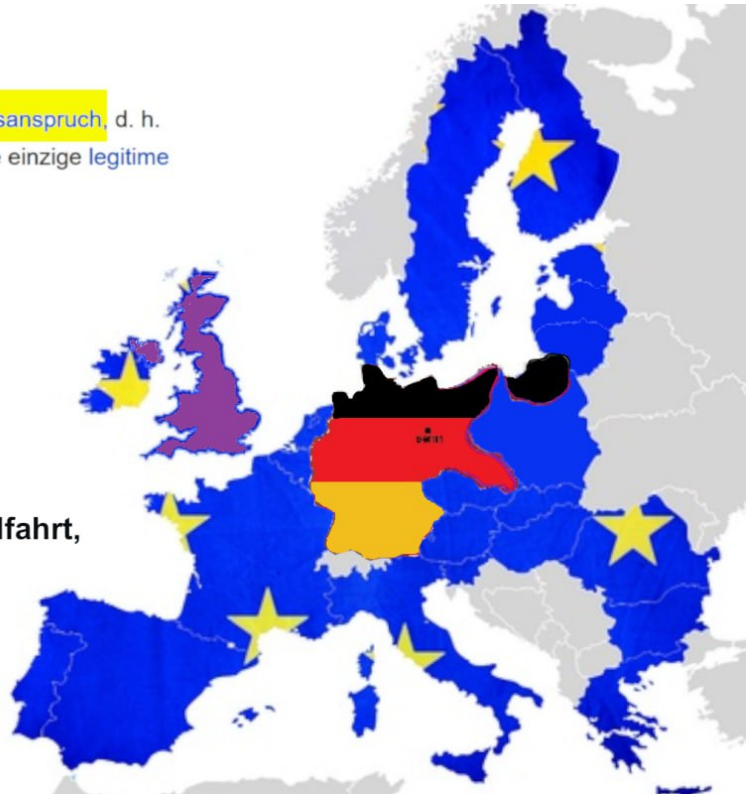 sanspruch, d. h.
e einzige legitime
lfahrt,